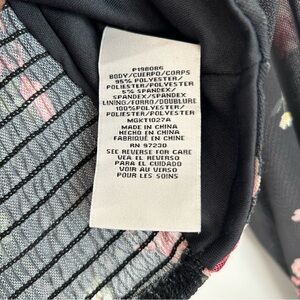 P198086
BODY/CUERPO/CORPS
95% POLYESTER/
POLIESTER/POLYESTER
5% SPANDEX/
SPANDEX/SPANDEX
LINING/FORRO/DOUBLURE
100%POLYESTER/
POLIESTER/POLYESTER
MGKT1027A
MADE IN CHINA
HECHO EN CHINA
FABRIQUÉ EN CHINE
RN 97230
SEE REVERSE FOR CARE
VEA EL REVERSO
PARA EL CUIDADO
VOIR AU VERSO
POUR LES SOINS